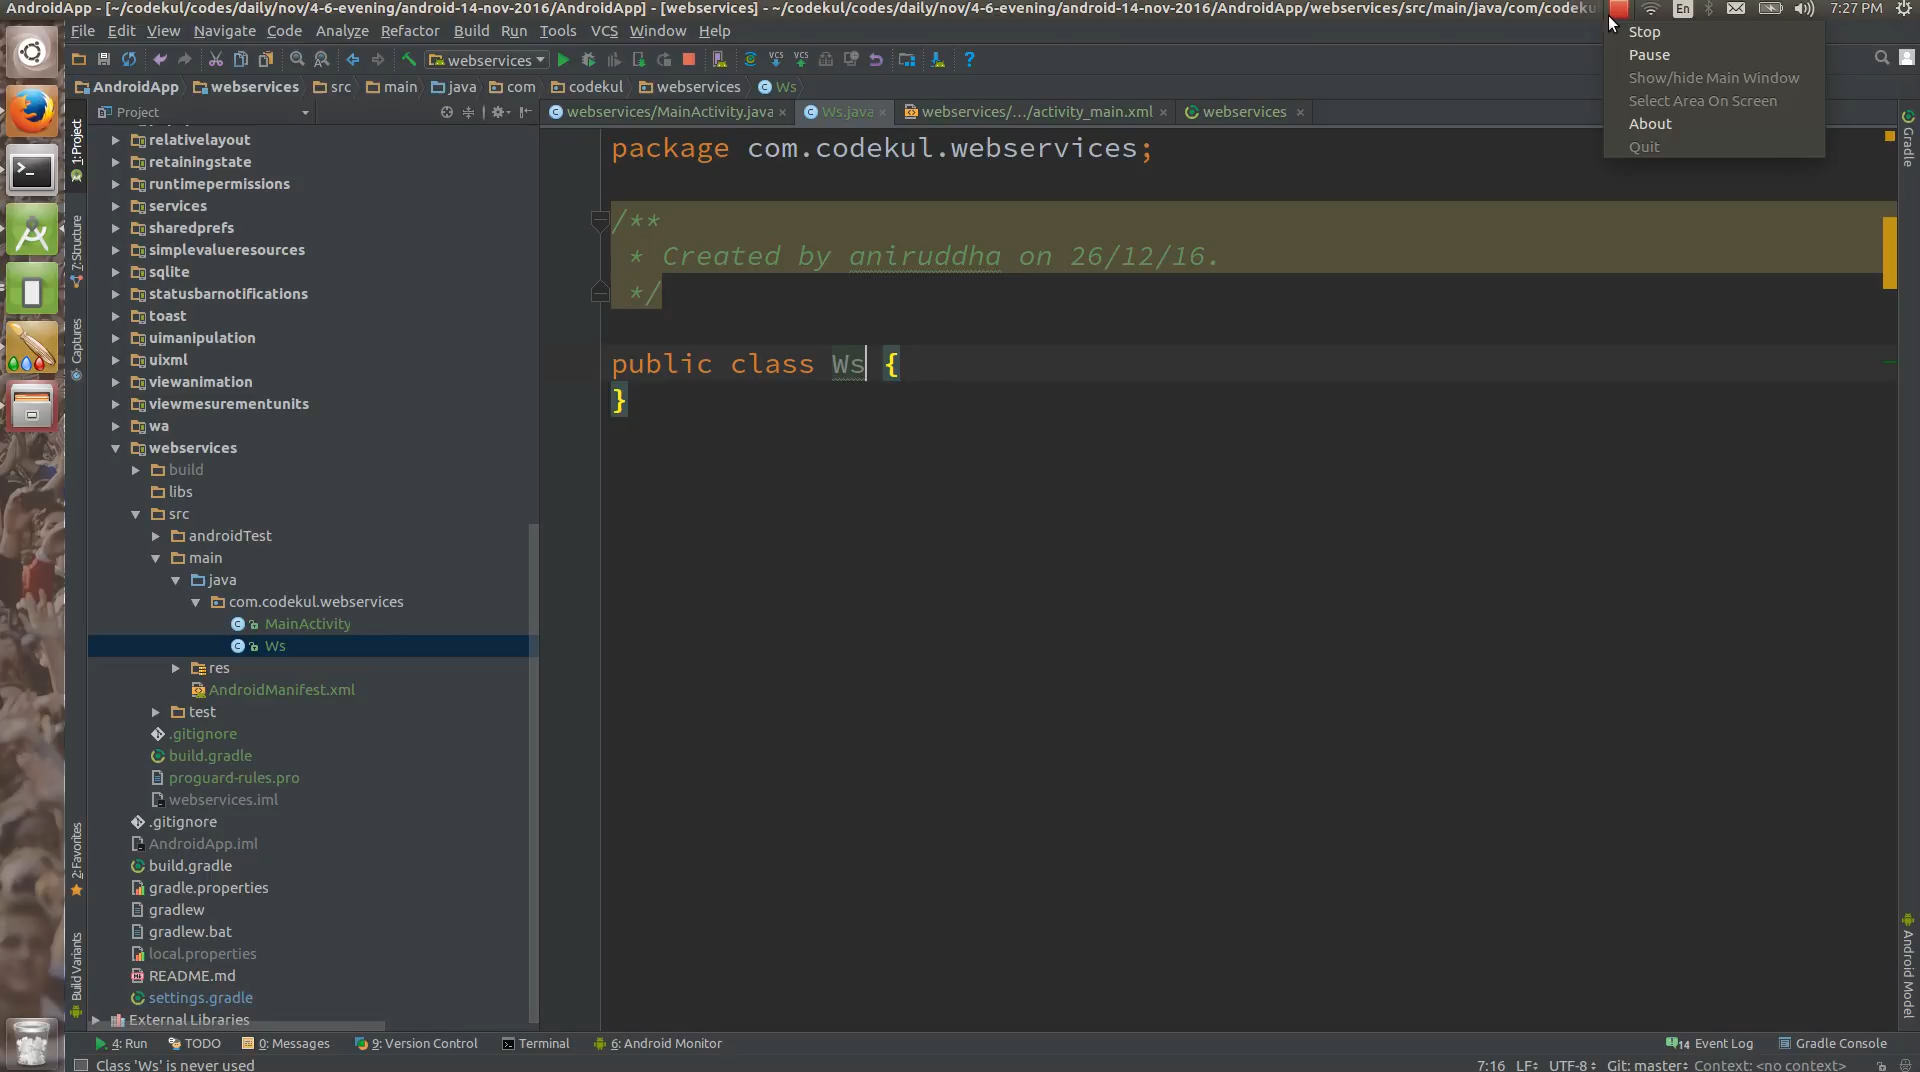 AndroidApp - [~/codekul/codes/daily/nov/4-6-evening/android-14-nov-2016/AndroidApp] - [webservices] - ~/codekul/codes/daily/nov/4-6-evening/android-14-nov-2016/AndroidApp/webservices/src/main/java/com/codeku
En
7:27 PM
File Edit View Navigate Code Analyze Refactor Build Run Tools VCS Window Help
Stop
Pause
Show/hide Main Window
Select Area On Screen
About
Quit
webservices
VCS VCS
AndroidApp webservices src main java com codekul webservices Ws
Project
webservices/MainActivity.java
Ws.java
webservices/.../activity_main.xml
webservices
1: Project
7: Structure
Captures
2: Favorites
Build Variants
relativelayout
retainingstate
runtimepermissions
services
sharedprefs
simplevalueresources
sqlite
statusbarnotifications
toast
uimanipulation
uixml
viewanimation
viewmesurementunits
wa
webservices
build
libs
src
androidTest
main
java
com.codekul.webservices
MainActivity
Ws
res
AndroidManifest.xml
test
.gitignore
build.gradle
proguard-rules.pro
webservices.iml
.gitignore
AndroidApp.iml
build.gradle
gradle.properties
gradlew
gradlew.bat
local.properties
README.md
settings.gradle
External Libraries
package com.codekul.webservices;
/**
* Created by aniruddha on 26/12/16.
*/
public class Ws {
}
Gradle
Android Model
4: Run TODO 0: Messages 9: Version Control Terminal 6: Android Monitor
14 Event Log Gradle Console
Class 'Ws' is never used
7:16 LF÷ UTF-8÷ Git: master÷ Context: <no context>